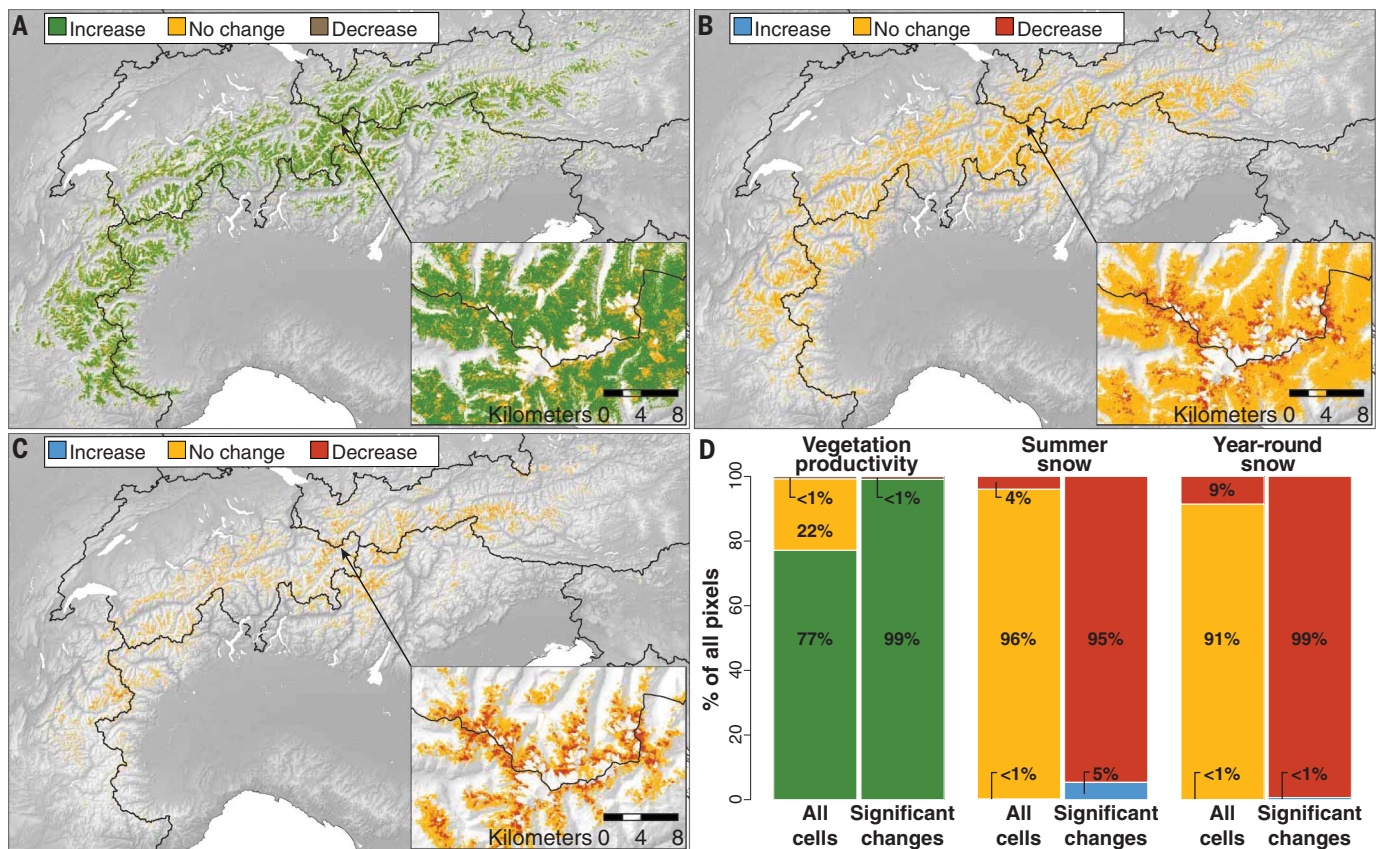 A
Increase No change Decrease
Kilometers 0 4 8
B
Increase No change Decrease
Kilometers 0 4 8
C
Increase No change Decrease
Kilometers 0 4 8
D
Vegetation
productivity
Summer
snow
Year-round
snow
% of all pixels
100
80
60
40
20
0
<1%
22%
77%
<1%
99%
4%
96%
<1%
95%
5%
9%
91%
<1%
99%
<1%
All
cells
Significant
changes
All
cells
Significant
changes
All
cells
Significant
changes